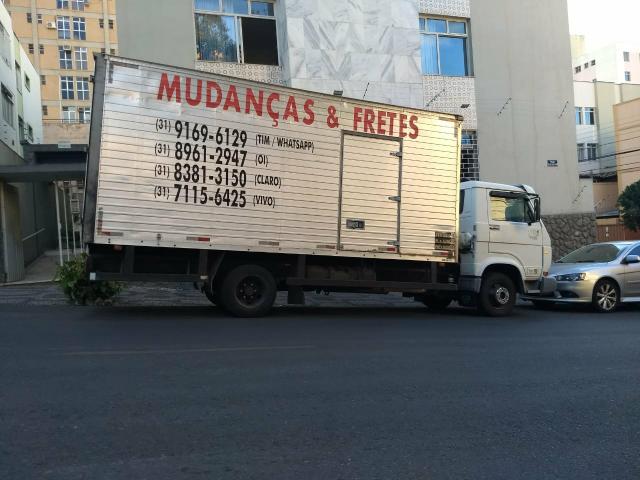 MUDANÇAS & FRETES
(31) 9169-6129 (TIM / WHATSAPP)
(31) 8961-2947 (OI)
(31) 8381-3150 (CLARO)
(31) 7115-6425 (VIVO)